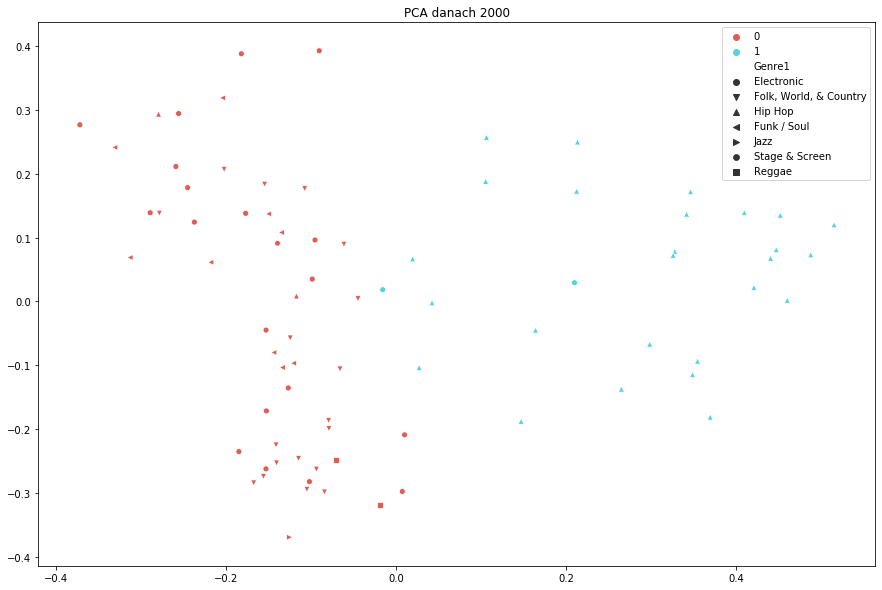 PCA danach 2000
0
1
Genre1
Electronic
Folk, World, & Country
Hip Hop
Funk / Soul
Jazz
Stage & Screen
Reggae
0.4
0.3
0.2
0.1
0.0
−0.1
−0.2
−0.3
−0.4
−0.4 −0.2 0.0 0.2 0.4